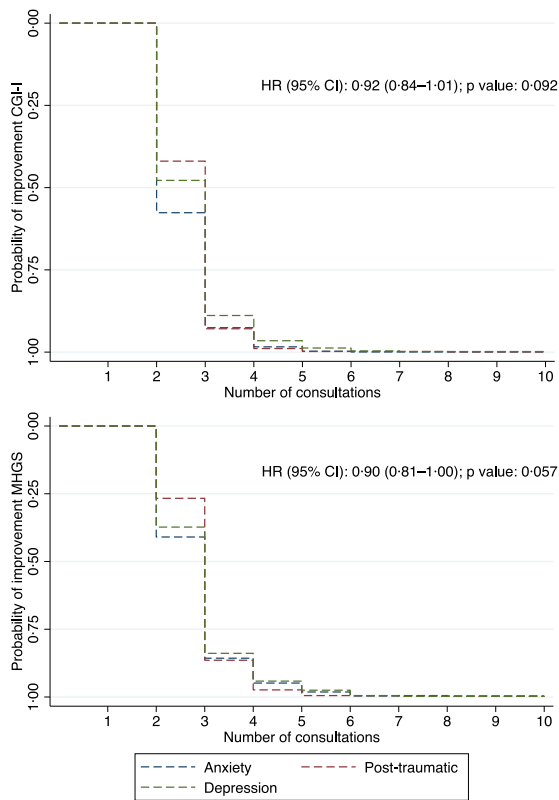 Probability of improvement CGI-I
0·00
0·25
0·50
0·75
1·00
HR (95% CI): 0·92 (0·84–1·01); p value: 0·092
1 2 3 4 5 6 7 8 9 10
Number of consultations
Probability of improvement MHGS
0·00
0·25
0·50
0·75
1·00
HR (95% CI): 0·90 (0·81–1·00); p value: 0·057
1 2 3 4 5 6 7 8 9 10
Number of consultations
Anxiety Post-traumatic
Depression